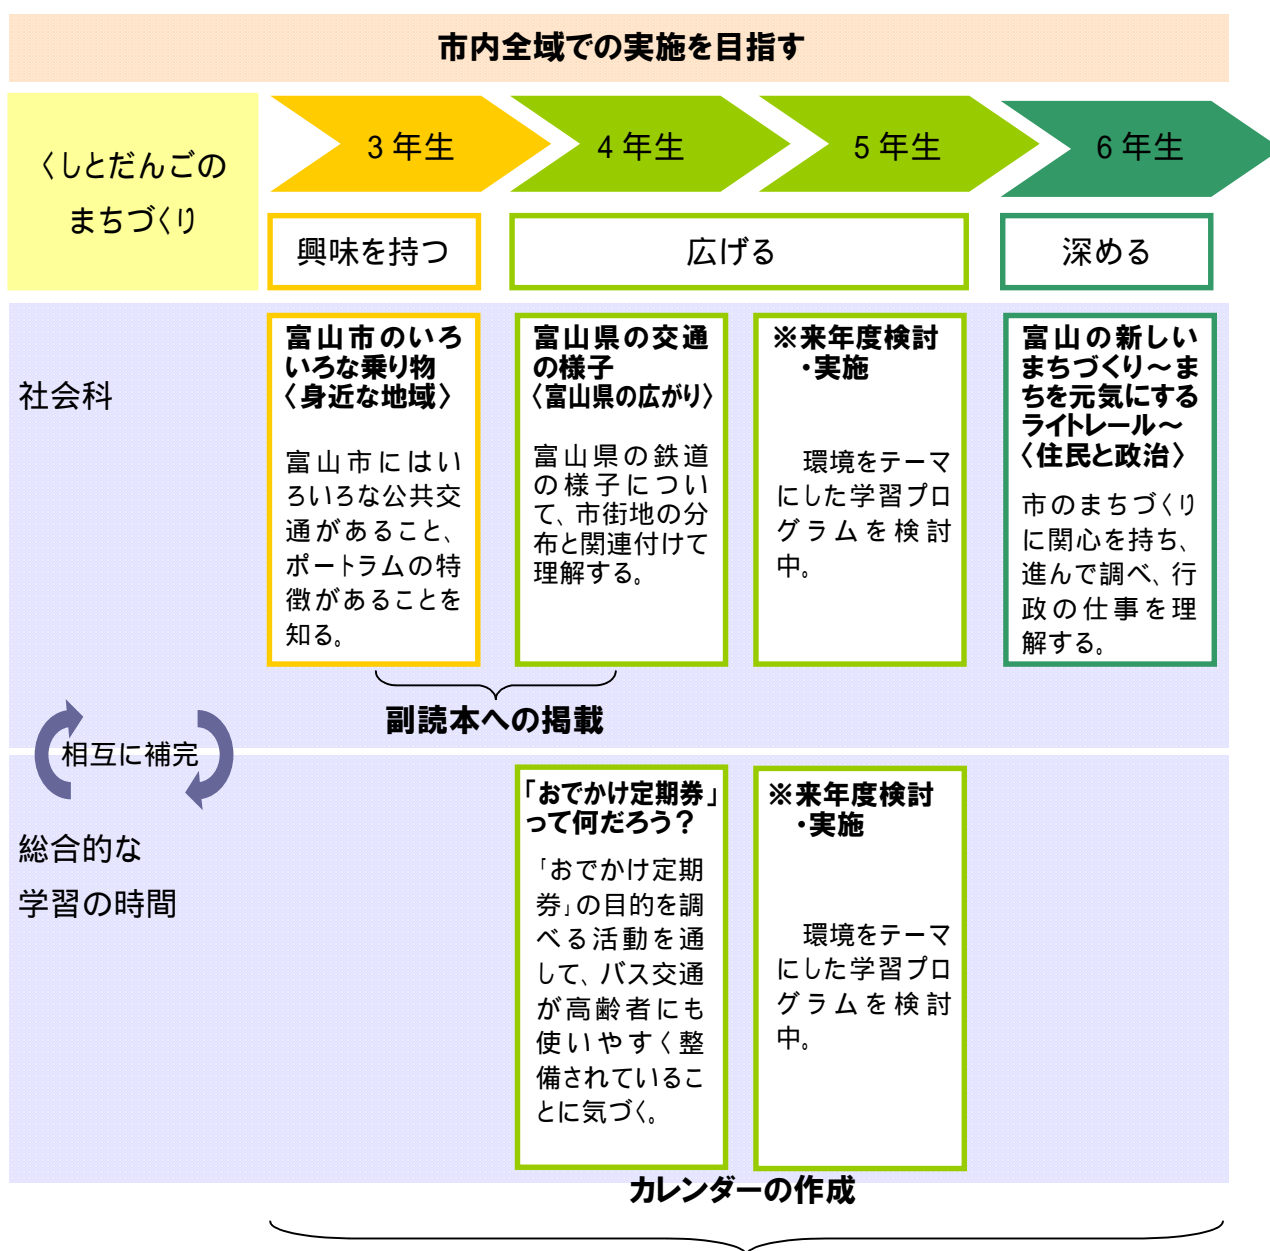 市内全域での実施を目指す
くしとだんごの
まちづくり
3年生
4年生
5年生
6年生
興味を持つ
広げる
深める
社会科
富山市のいろ
いろな乗り物
〈身近な地域〉
富山市にはい
ろいろな公共交
通があること、
ポートラムの特
徴があることを
知る。
富山県の交通
の様子
〈富山県の広がり〉
富山県の鉄道
の様子につい
て、市街地の分
布と関連付けて
理解する。
※来年度検討
・実施
環境をテーマ
にした学習プロ
グラムを検討
中。
富山の新しい
まちづくり～ま
ちを元気にする
ライトレール～
〈住民と政治〉
市のまちづくり
に関心を持ち、
進んで調べ、行
政の仕事を理
解する。
副読本への掲載
相互に補完
総合的な
学習の時間
「おでかけ定期券」
って何だろう？
「おでかけ定期
券」の目的を調
べる活動を通
して、バス交通
が高齢者にも
使いやすく整
備されているこ
とに気づく。
※来年度検討
・実施
環境をテーマ
にした学習プロ
グラムを検討
中。
カレンダーの作成